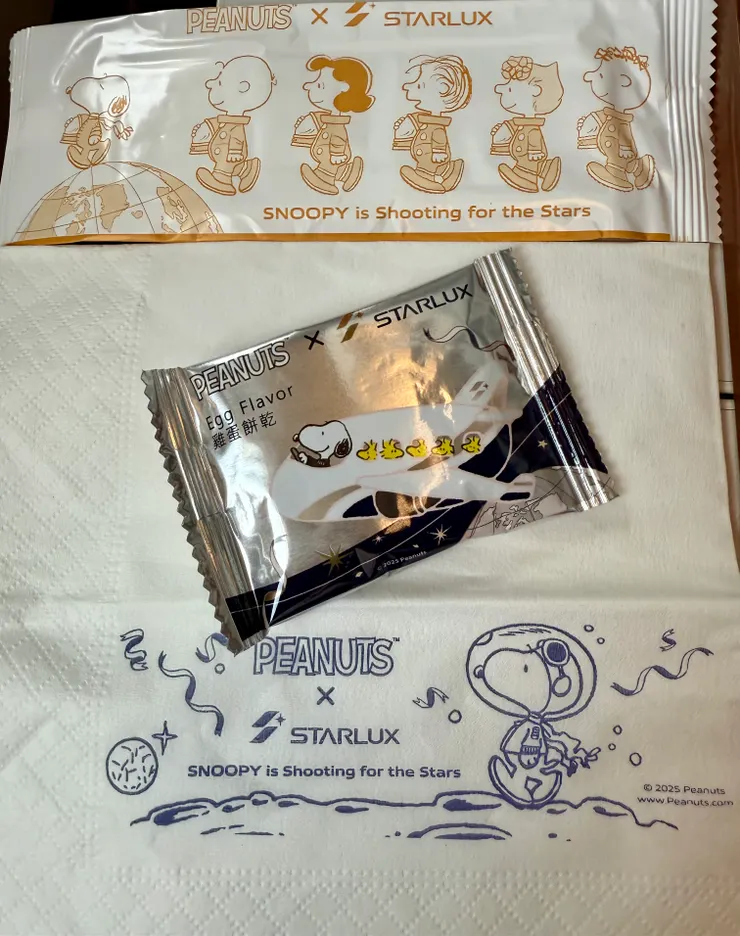 PEANUTS × STARLUX
SNOOPY is Shooting for the Stars
PEANUTS × STARLUX
Egg Flavor
雞蛋餅乾
© 2025 Peanuts
PEANUTS™
×
STARLUX
SNOOPY is Shooting for the Stars
© 2025 Peanuts
www.Peanuts.com